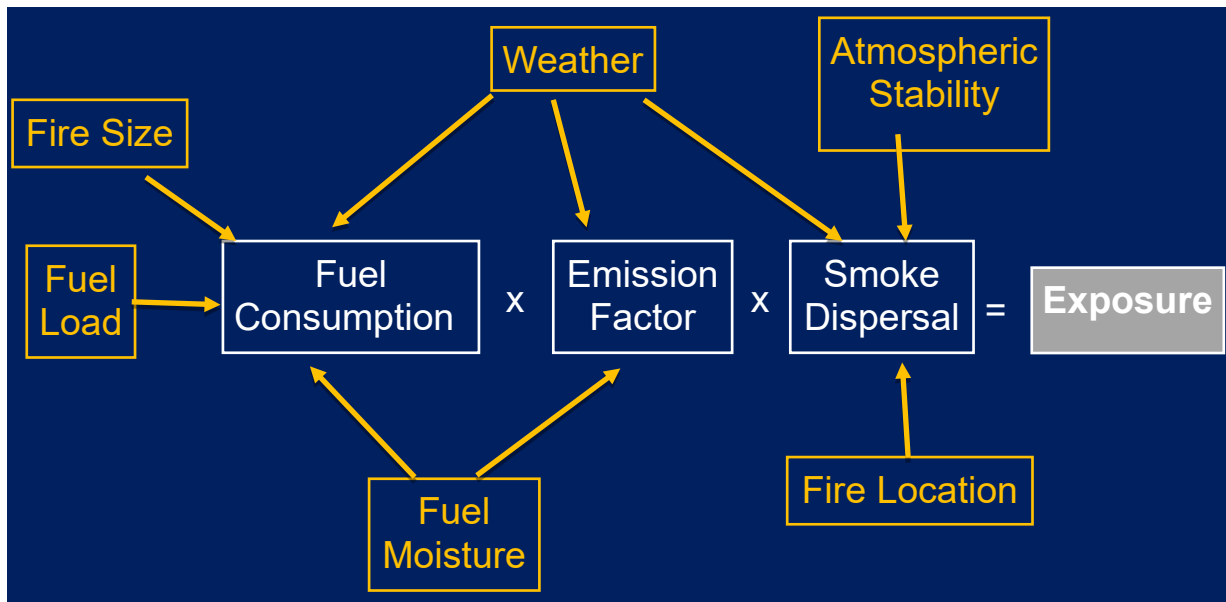 Weather
Atmospheric
Stability
Fire Size
Fuel
Load
Fuel
Consumption
x
Emission
Factor
x
Smoke
Dispersal
=
Exposure
Fuel
Moisture
Fire Location